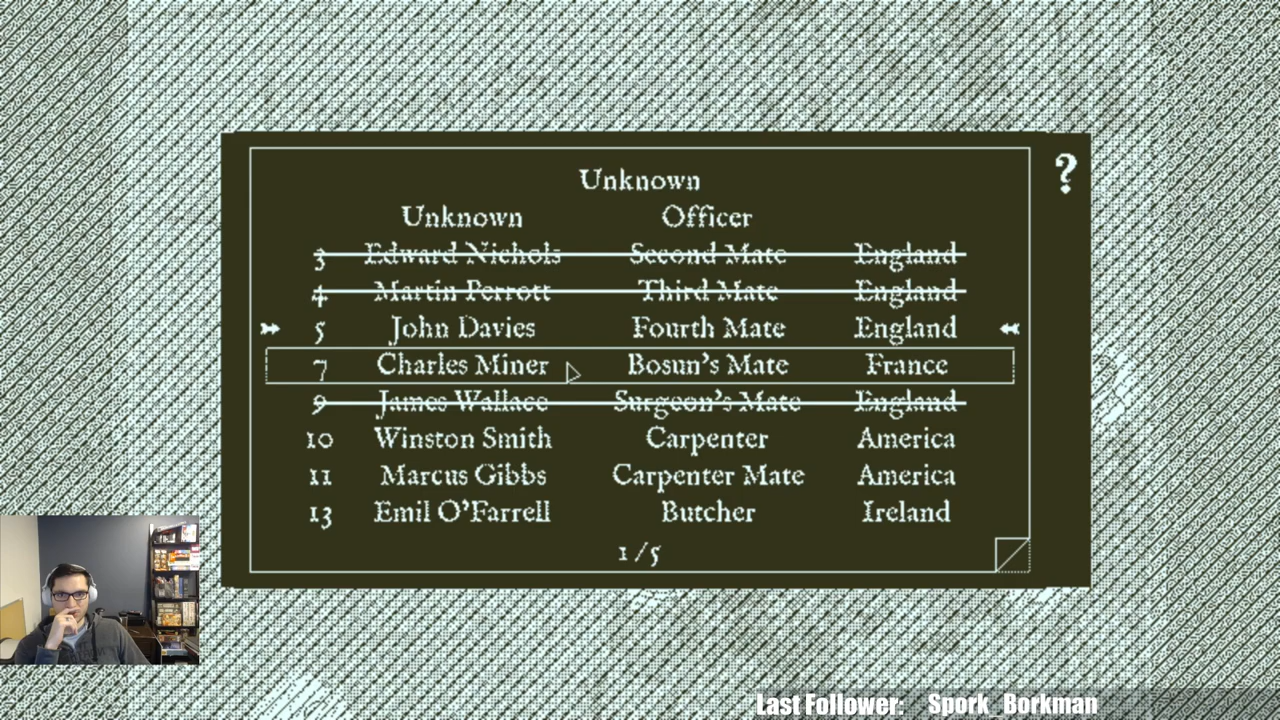 Unknown
?
Unknown Officer
3 Edward Nichols Second Mate England
4 Martin Perrott Third Mate England
5 John Davies Fourth Mate England
7 Charles Miner Bosun's Mate France
9 James Wallace Surgeon's Mate England
10 Winston Smith Carpenter America
11 Marcus Gibbs Carpenter Mate America
13 Emil O'Farrell Butcher Ireland
1/5
Last Follower: Spork_Borkman